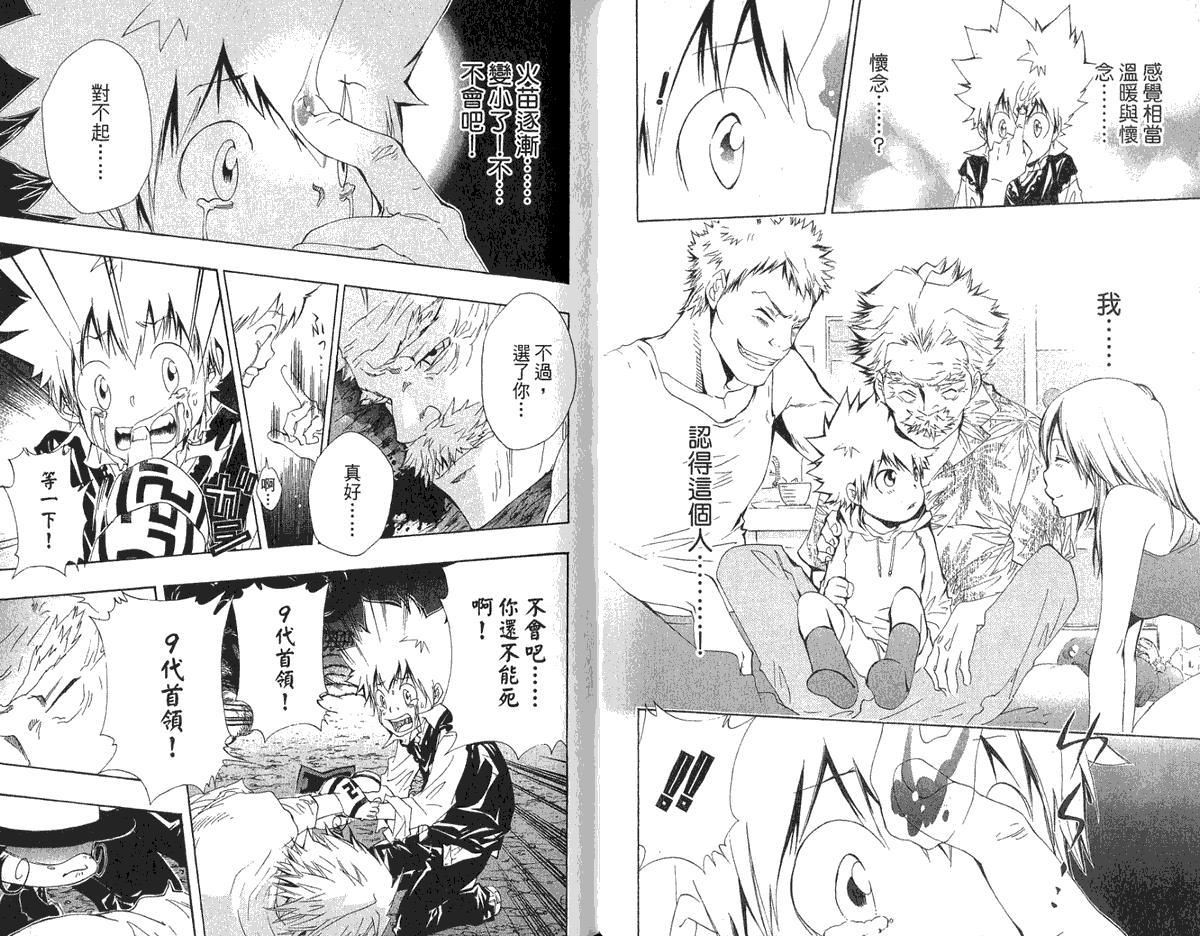 感覺相當
溫暖與懷
念……
懷念……？
！
我……
認得這個人………！
!!
火苗逐漸……
變小了！不……
不會吧！
對不起……
不過，
選了你…
真好……
啊…
等一下！
不會吧……
你還不能死
啊！
9代首領！
9代首領！